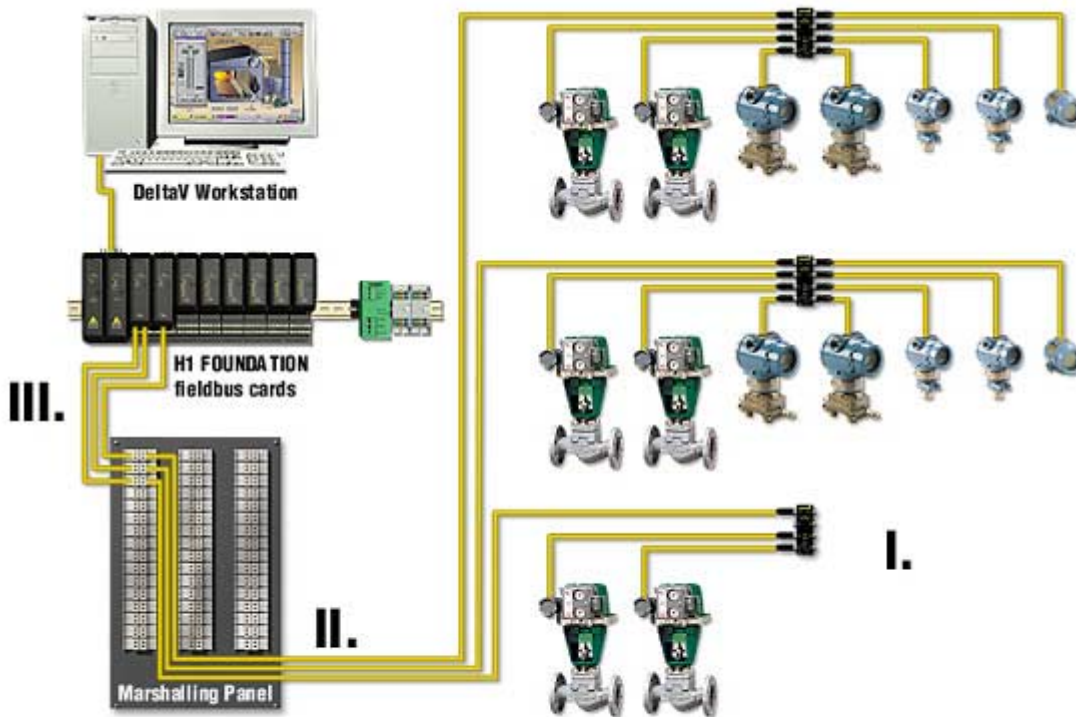 DeltaV Workstation
H1 FOUNDATION
fieldbus cards
III.
I.
II.
Marshalling Panel